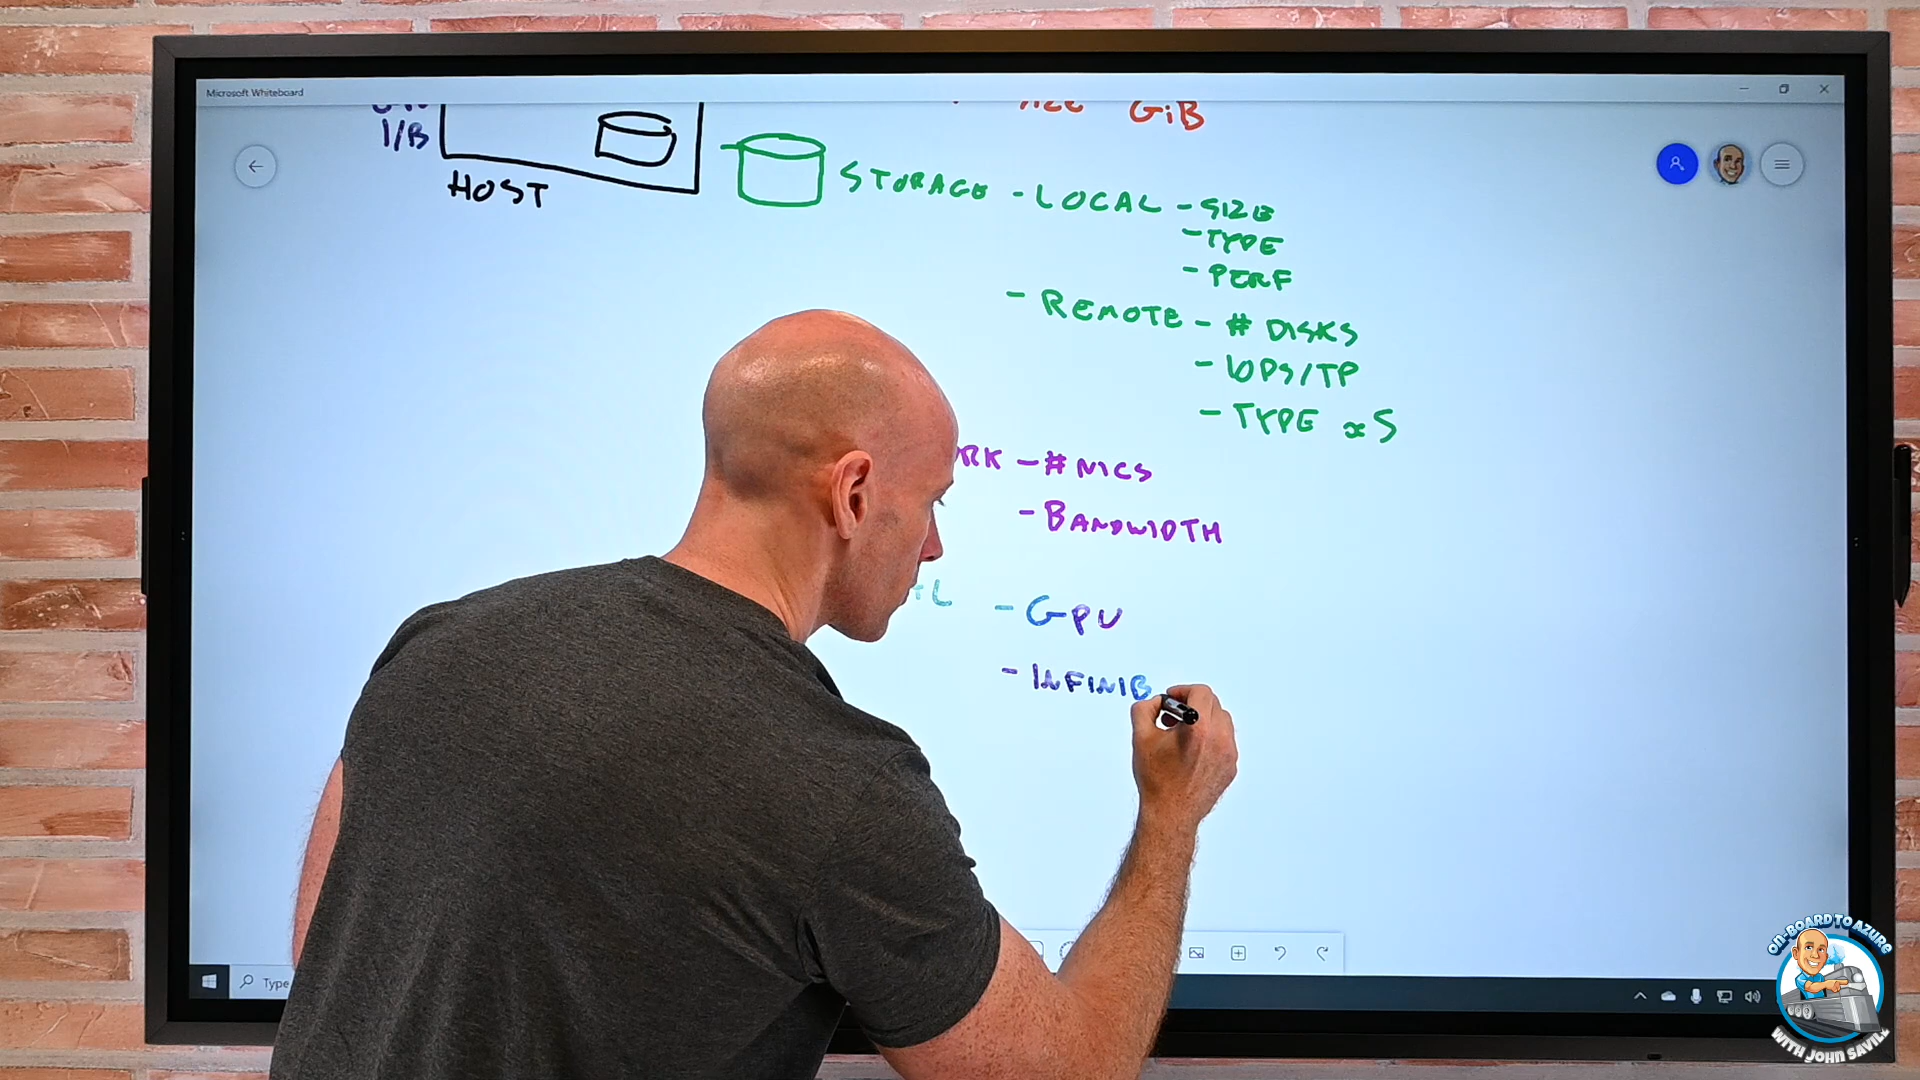 Microsoft Whiteboard
GiB
I/B
HOST
STORAGE - LOCAL - SIZE
- TYPE
- PERF
- REMOTE - # DISKS
- IOPS/TP
- TYPE xS
RK - # NICS
- BANDWIDTH
L - GPU
- INFINIB
Type
ON-BOARD TO AZURE
WITH JOHN SAVILL